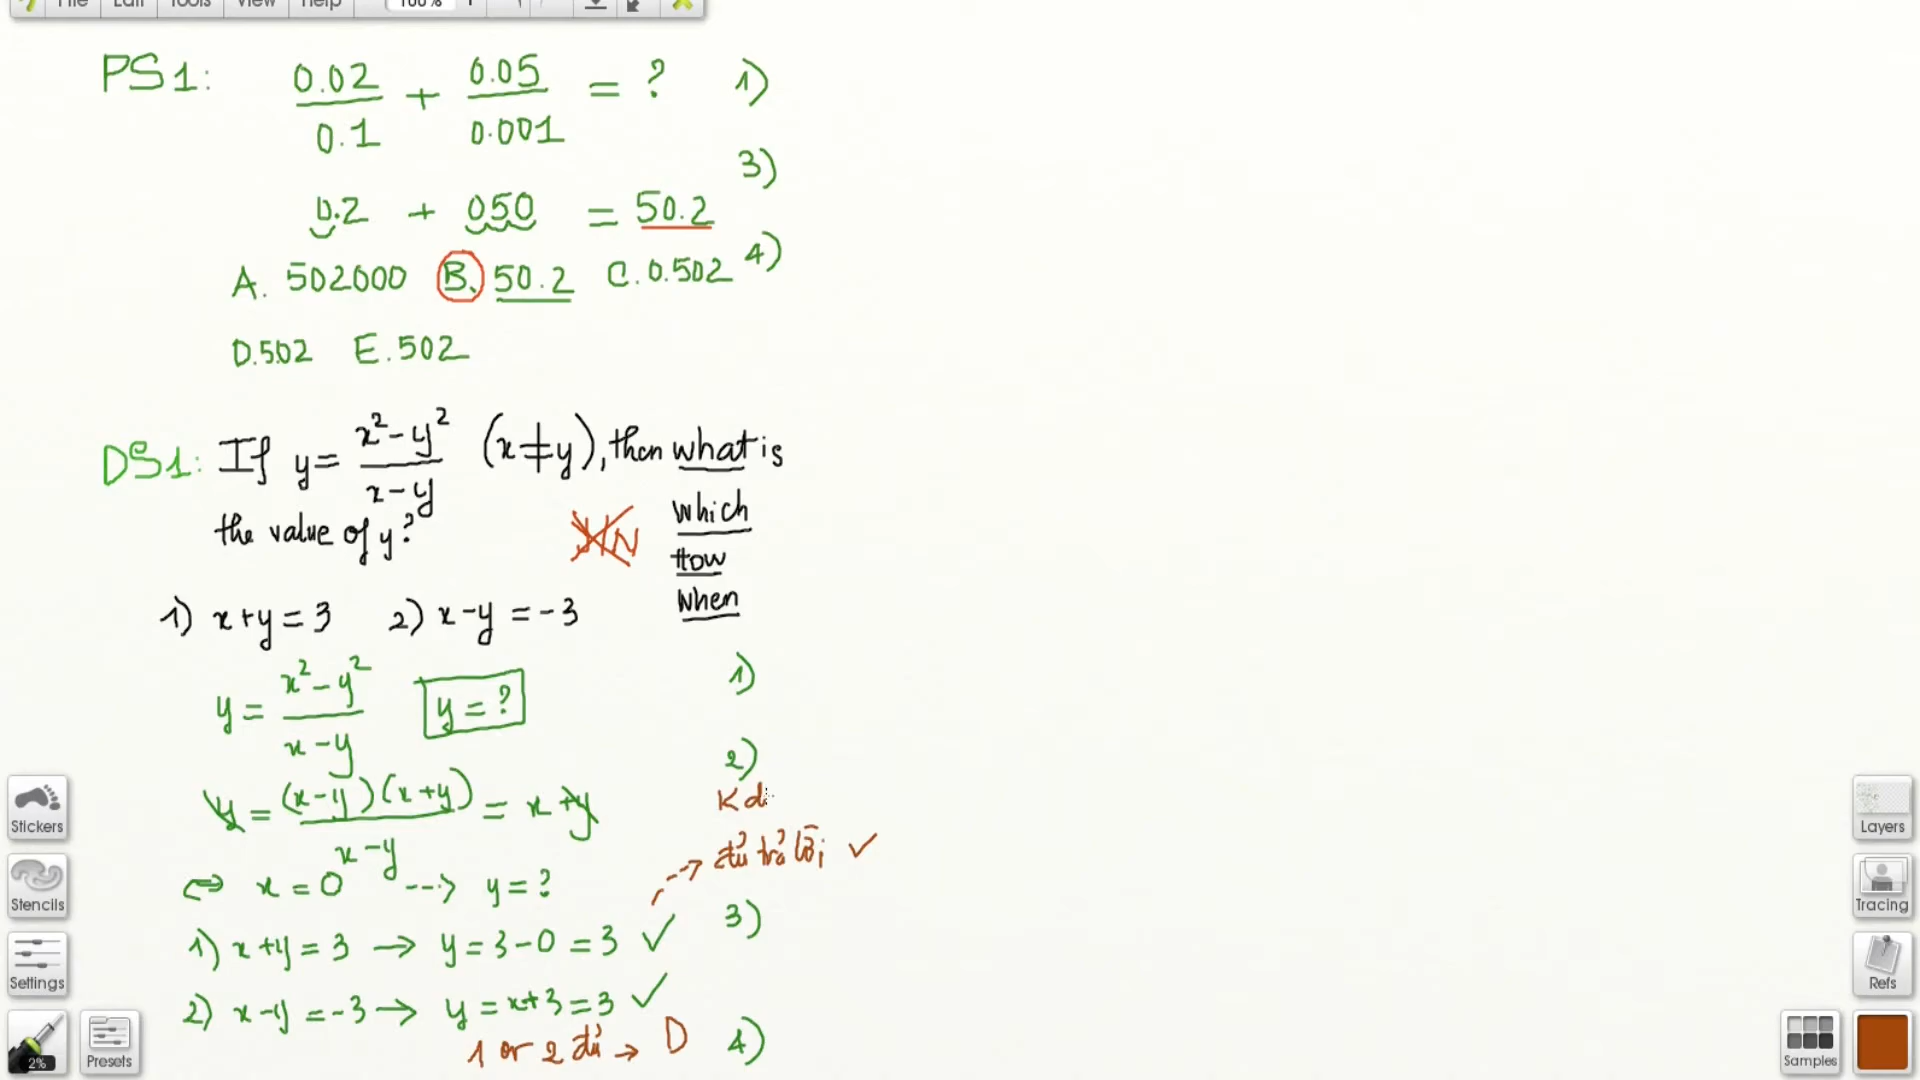 File Edit Tools View Help 100% +
PS1: 0.02/0.1 + 0.05/0.001 = ? 1)
3)
0.2 + 050 = 50.2
4)
A. 502000 B. 50.2 C. 0.502
D. 5.02 E. 502
DS1: If y = x²-y²/x-y (x≠y), then what is
the value of y?
which
How
when
1) x+y = 3 2) x-y = -3
y = x²-y²/x-y y = ?
1)
2)
y = (x-y)(x+y)/x-y = x+y
K đ
đủ trả lời ✓
⇔ x = 0 ---> y = ?
3)
1) x+y = 3 → y = 3-0 = 3 ✓
2) x-y = -3 → y = x+3 = 3 ✓
1 or 2 đủ → D
4)
Stickers
Stencils
Settings
2%
Presets
Layers
Tracing
Refs
Samples